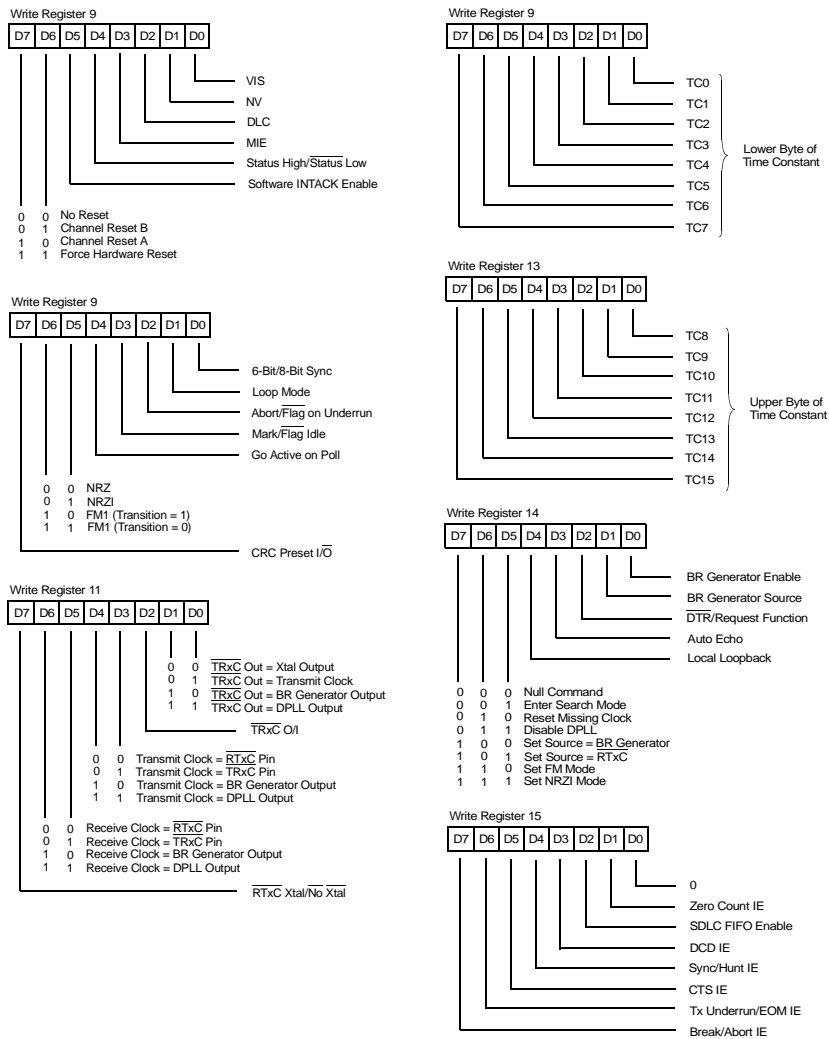 Write Register 9
D7 D6 D5 D4 D3 D2 D1 D0
VIS
NV
DLC
MIE
Status High/Status Low
Software INTACK Enable
0 0 No Reset
0 1 Channel Reset B
1 0 Channel Reset A
1 1 Force Hardware Reset
Write Register 9
D7 D6 D5 D4 D3 D2 D1 D0
6-Bit/8-Bit Sync
Loop Mode
Abort/Flag on Underrun
Mark/Flag Idle
Go Active on Poll
0 0 NRZ
0 1 NRZI
1 0 FM1 (Transition = 1)
1 1 FM1 (Transition = 0)
CRC Preset I/O
Write Register 11
D7 D6 D5 D4 D3 D2 D1 D0
0 0 TRxC Out = Xtal Output
0 1 TRxC Out = Transmit Clock
1 0 TRxC Out = BR Generator Output
1 1 TRxC Out = DPLL Output
TRxC O/I
0 0 Transmit Clock = RTxC Pin
0 1 Transmit Clock = TRxC Pin
1 0 Transmit Clock = BR Generator Output
1 1 Transmit Clock = DPLL Output
0 0 Receive Clock = RTxC Pin
0 1 Receive Clock = TRxC Pin
1 0 Receive Clock = BR Generator Output
1 1 Receive Clock = DPLL Output
RTxC Xtal/No Xtal
Write Register 9
D7 D6 D5 D4 D3 D2 D1 D0
TC0
TC1
TC2
TC3
TC4
TC5
TC6
TC7
Lower Byte of
Time Constant
Write Register 13
D7 D6 D5 D4 D3 D2 D1 D0
TC8
TC9
TC10
TC11
TC12
TC13
TC14
TC15
Upper Byte of
Time Constant
Write Register 14
D7 D6 D5 D4 D3 D2 D1 D0
BR Generator Enable
BR Generator Source
DTR/Request Function
Auto Echo
Local Loopback
0 0 0 Null Command
0 0 1 Enter Search Mode
0 1 0 Reset Missing Clock
0 1 1 Disable DPLL
1 0 0 Set Source = BR Generator
1 0 1 Set Source = RTxC
1 1 0 Set FM Mode
1 1 1 Set NRZI Mode
Write Register 15
D7 D6 D5 D4 D3 D2 D1 D0
0
Zero Count IE
SDLC FIFO Enable
DCD IE
Sync/Hunt IE
CTS IE
Tx Underrun/EOM IE
Break/Abort IE